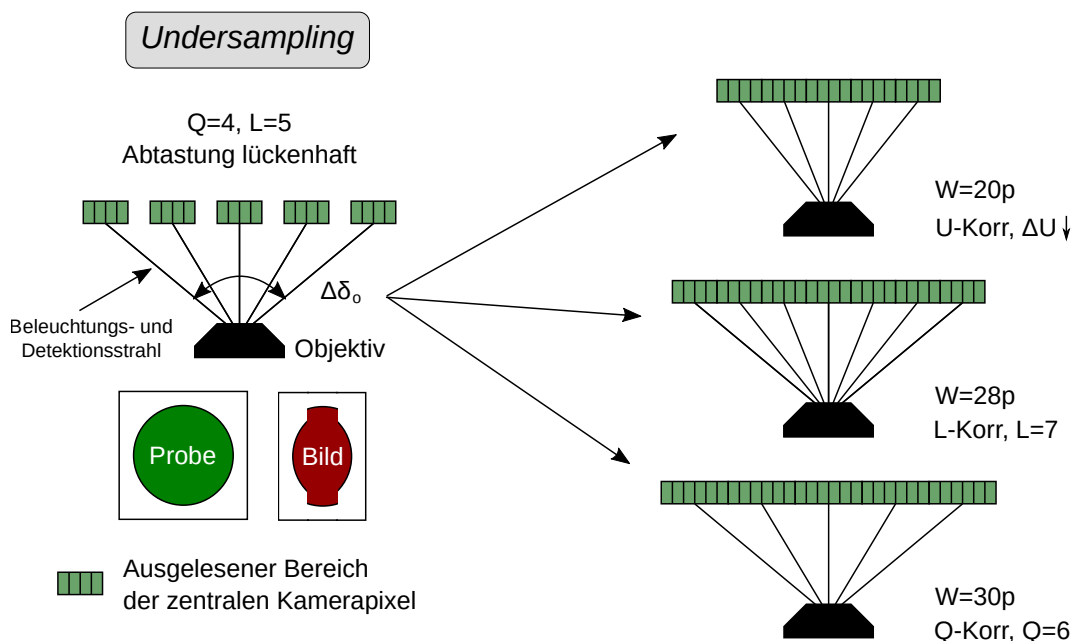 Undersampling
Q=4, L=5
Abtastung lückenhaft
Δδₒ
Beleuchtungs- und
Detektionsstrahl
Objektiv
Probe
Bild
Ausgelesener Bereich
der zentralen Kamerapixel
W=20p
U-Korr, ΔU↓
W=28p
L-Korr, L=7
W=30p
Q-Korr, Q=6